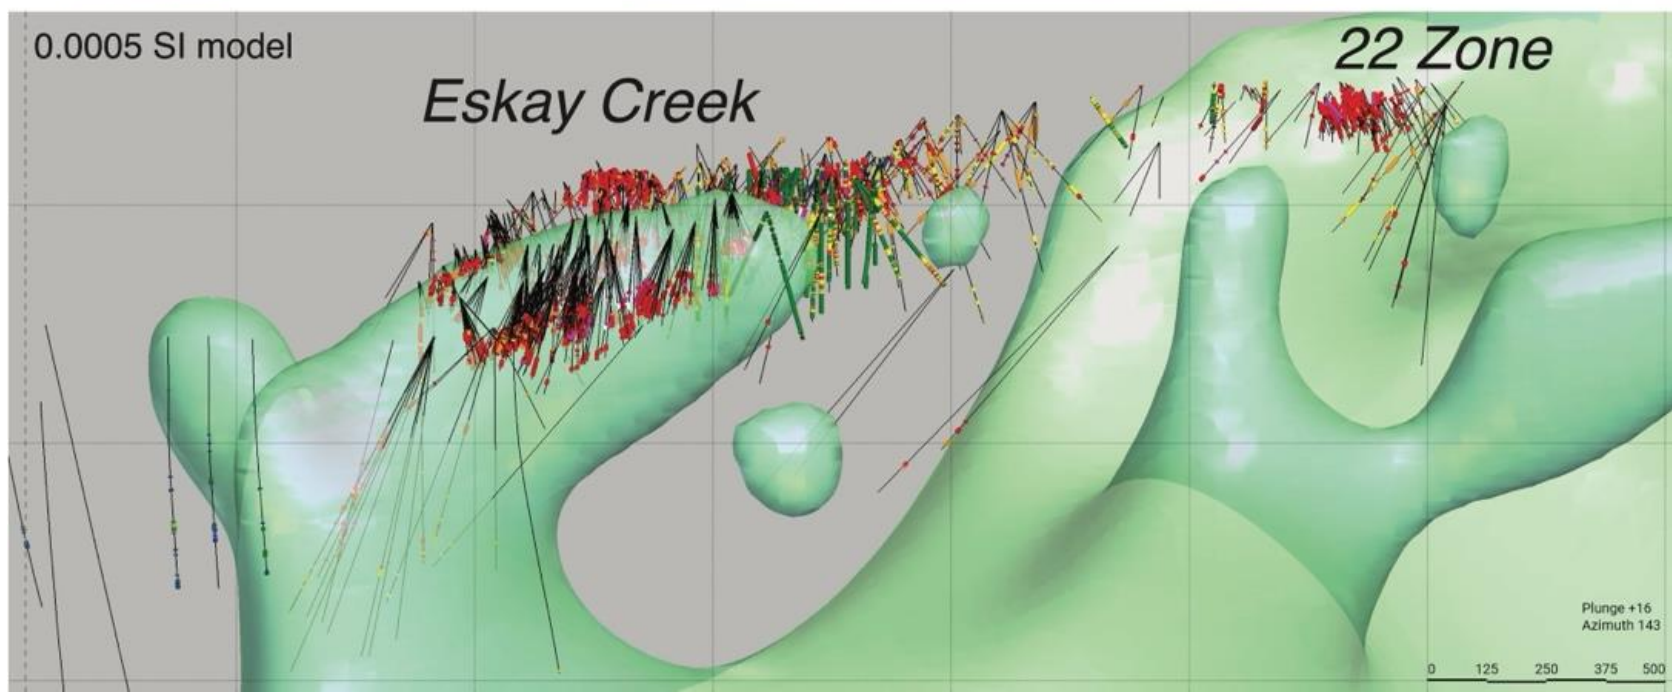 0.0005 SI model
Eskay Creek
22 Zone
Plunge +16
Azimuth 143
0 125 250 375 500